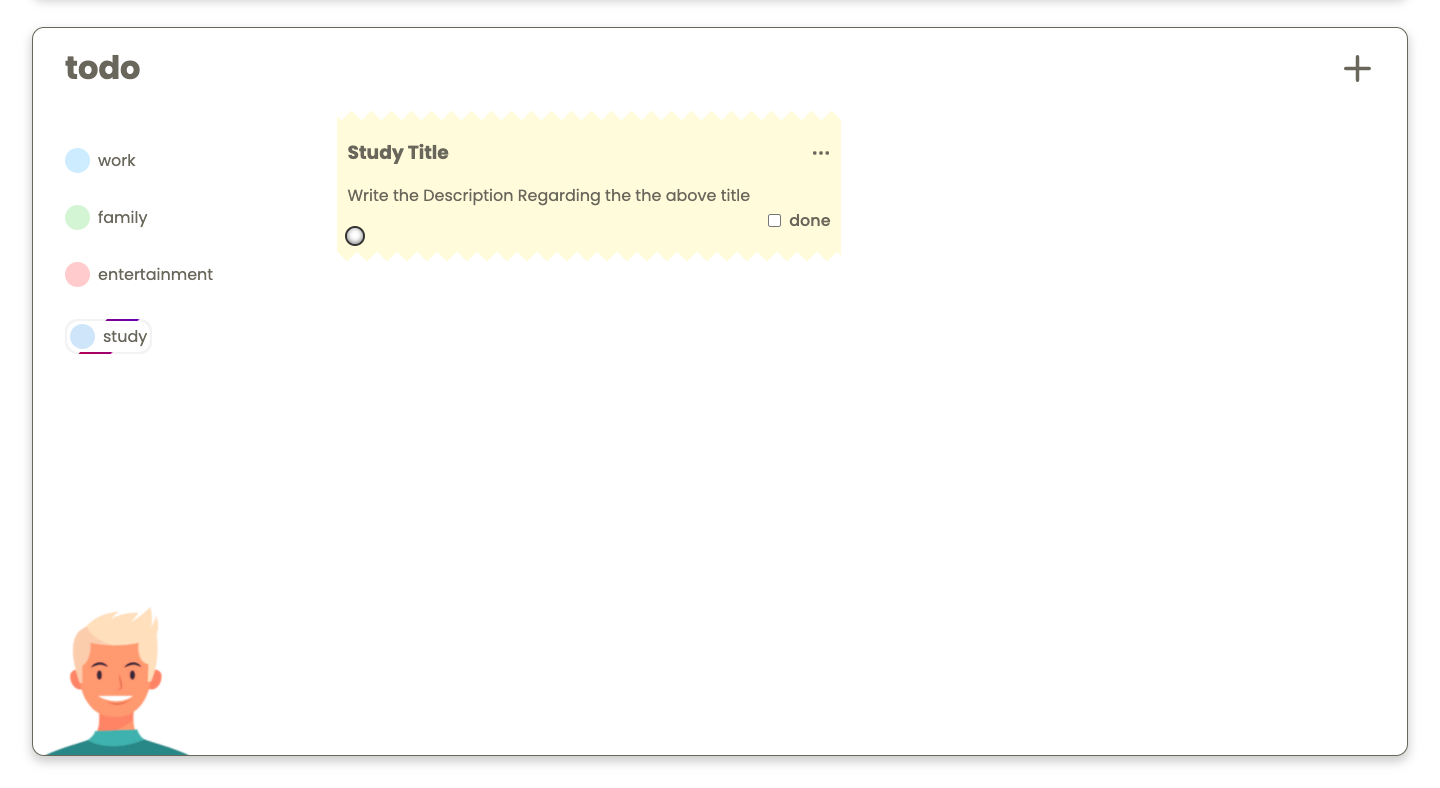 todo
work
family
entertainment
study
Study Title
Write the Description Regarding the the above title
done